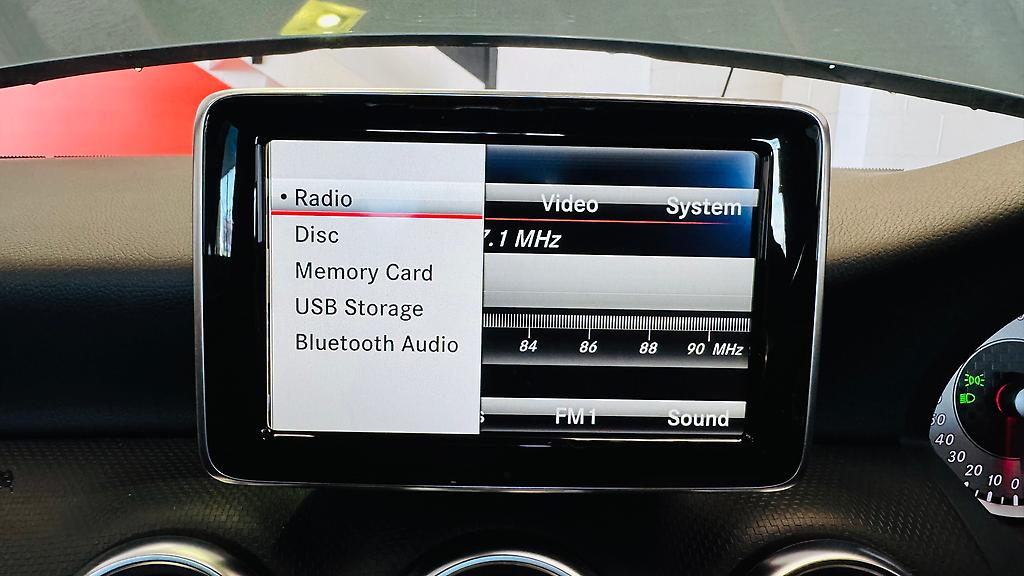 • Radio
Disc
Memory Card
USB Storage
Bluetooth Audio
Video System
7.1 MHz
84 86 88 90 MHz
FM1 Sound
40
30
20
10
0